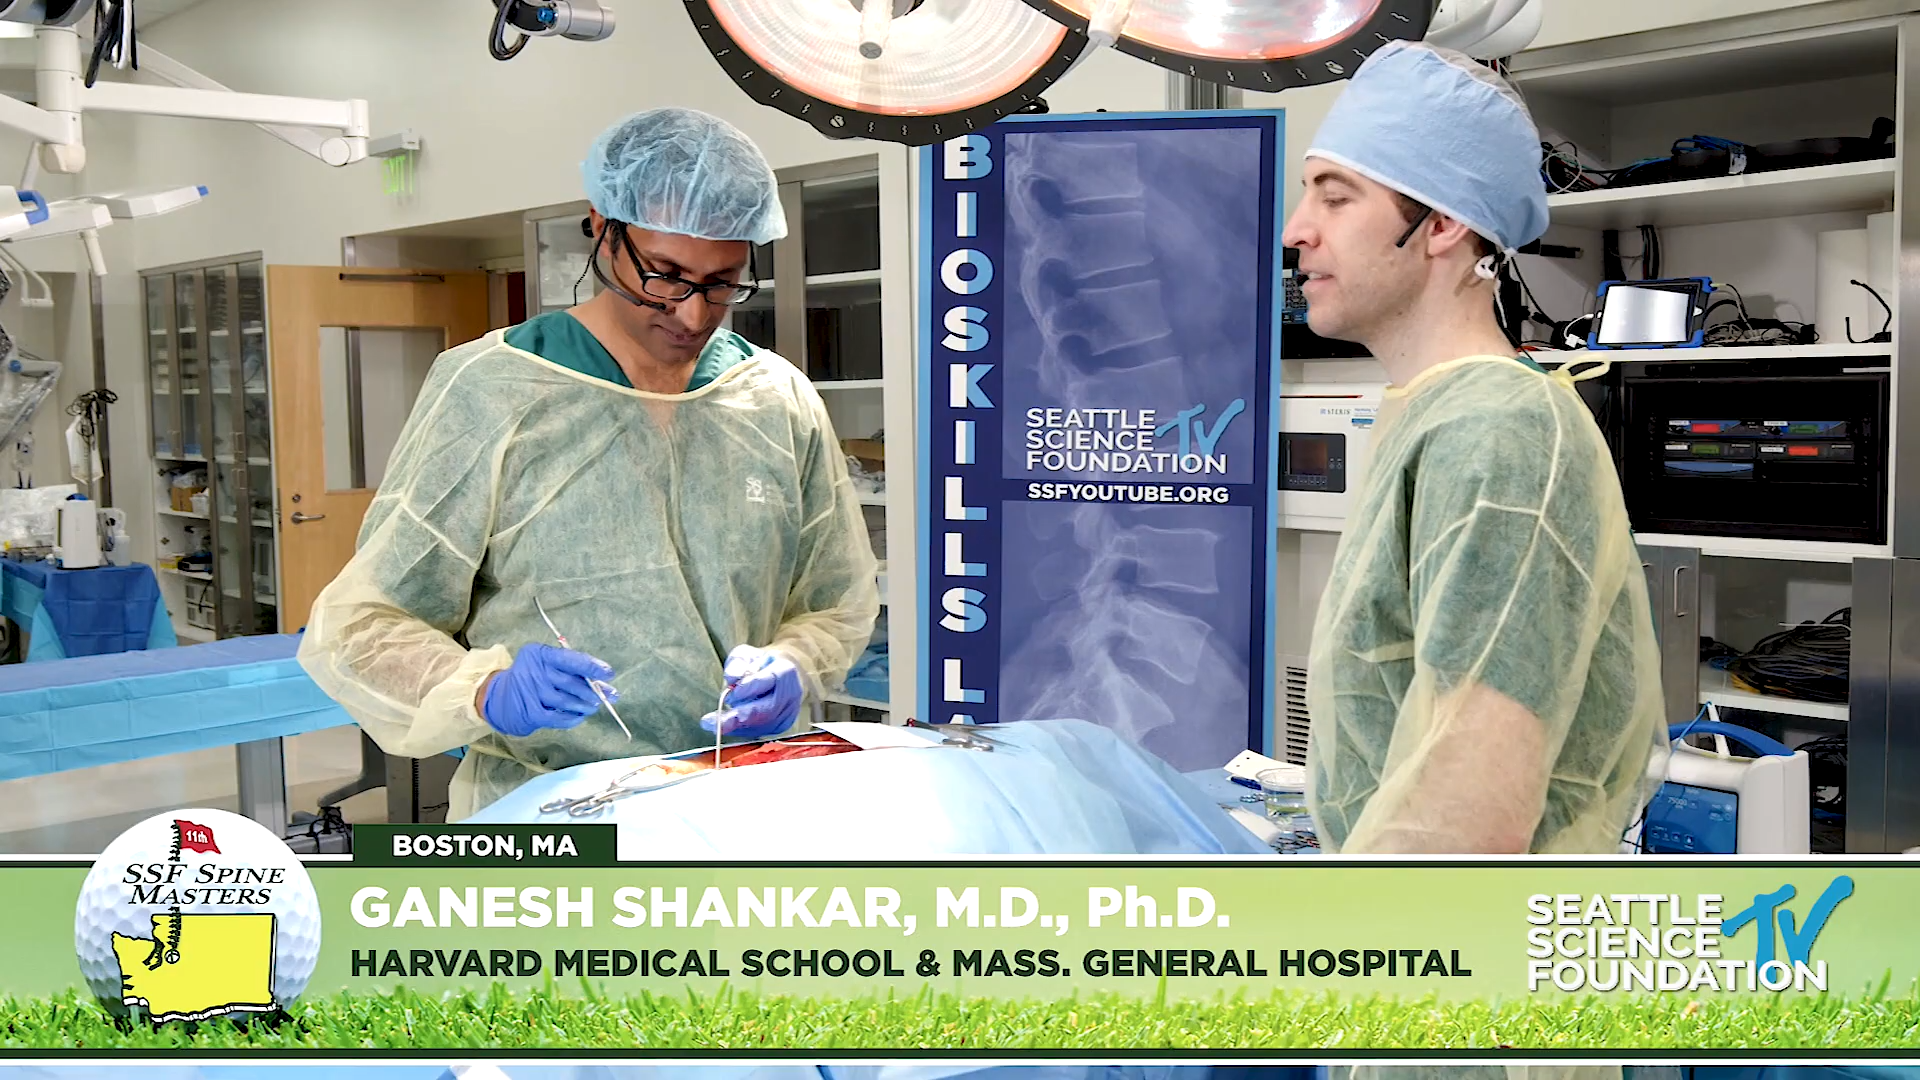 EXIT
BIOSKILLS LA
SEATTLE
SCIENCE TV
FOUNDATION
SSFYOUTUBE.ORG
STERIS
BOSTON, MA
11th
SSF SPINE
MASTERS
GANESH SHANKAR, M.D., Ph.D.
HARVARD MEDICAL SCHOOL & MASS. GENERAL HOSPITAL
SEATTLE
SCIENCE TV
FOUNDATION